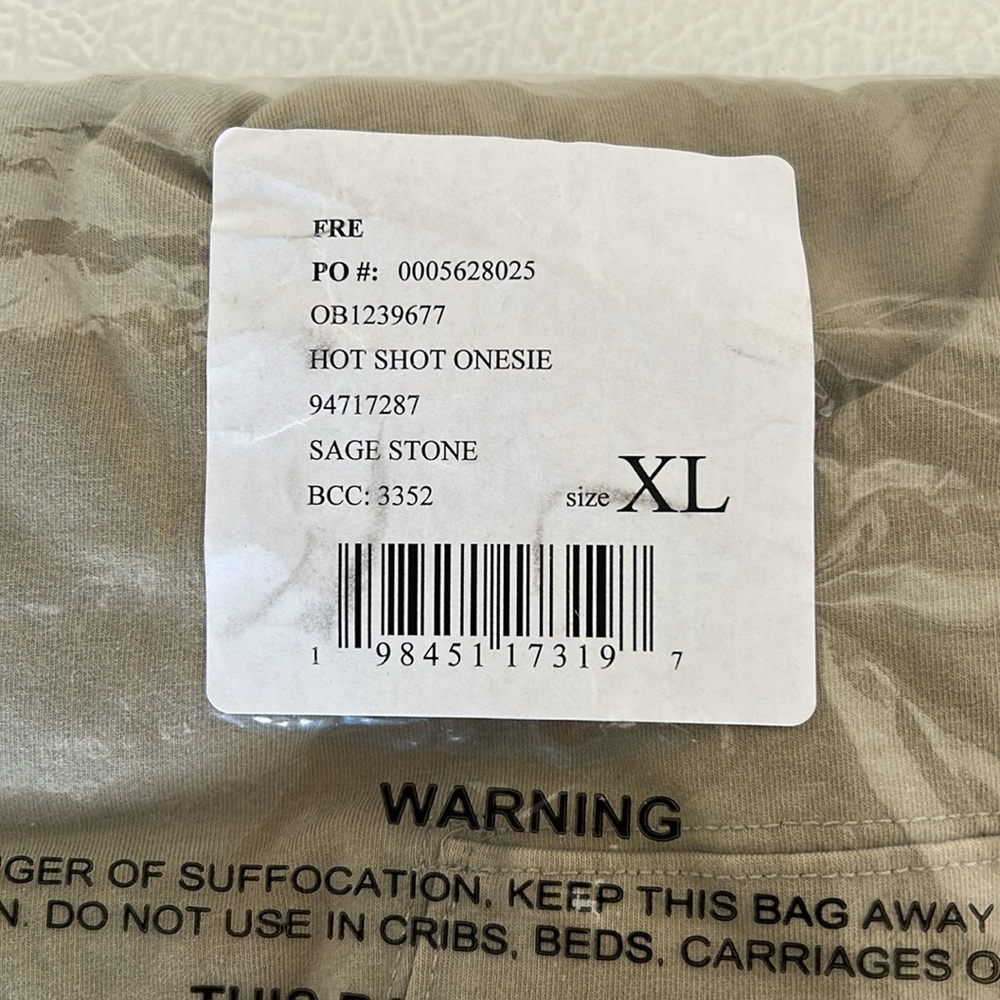 FRE
PO #: 0005628025
OB1239677
HOT SHOT ONESIE
94717287
SAGE STONE
BCC: 3352
size XL
1 98451 17319 7
WARNING
GER OF SUFFOCATION, KEEP THIS BAG AWAY
N. DO NOT USE IN CRIBS, BEDS, CARRIAGES O
THIS